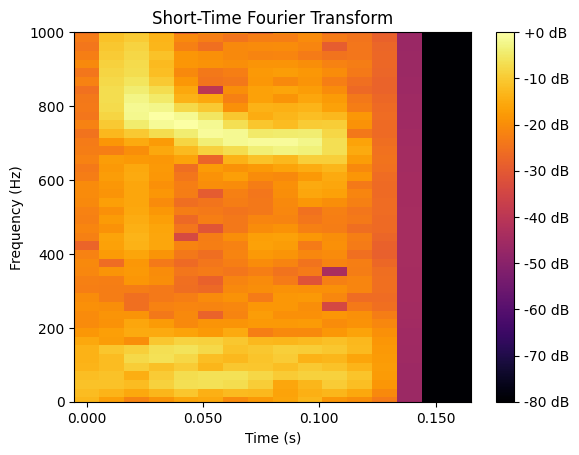 Short-Time Fourier Transform
1000
800
600
400
200
0
Frequency (Hz)
0.000
0.050
0.100
0.150
Time (s)
+0 dB
-10 dB
-20 dB
-30 dB
-40 dB
-50 dB
-60 dB
-70 dB
-80 dB